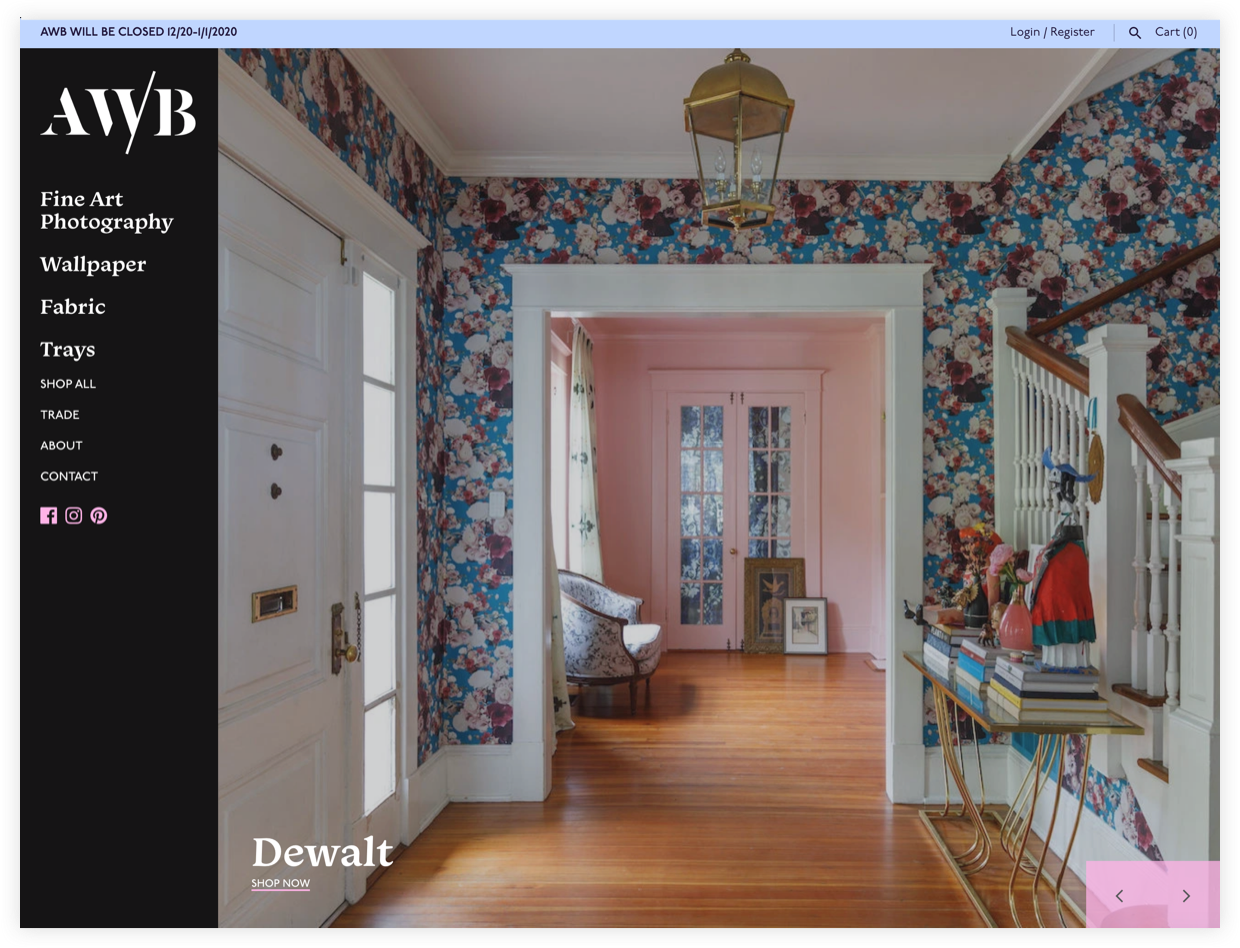 AWB WILL BE CLOSED 12/20-1/1/2020
Login / Register
Cart (0)
AWB
Fine Art
Photography
Wallpaper
Fabric
Trays
SHOP ALL
TRADE
ABOUT
CONTACT
Dewalt
SHOP NOW